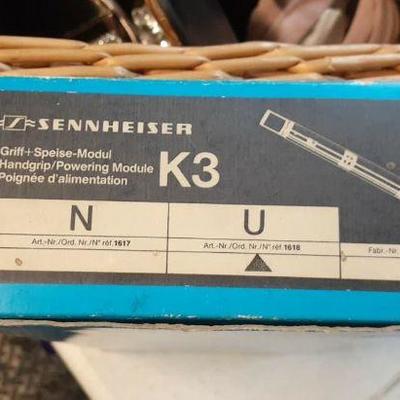 SENNHEISER
Griff+Speise-Modul
Handgrip/Powering Module K3
Poignée d'alimentation
N U
Art.-Nr./Ord. Nr./N° réf. 1617 Art.-Nr./Ord. Nr./N° réf. 1618 Fabr.-Nr.